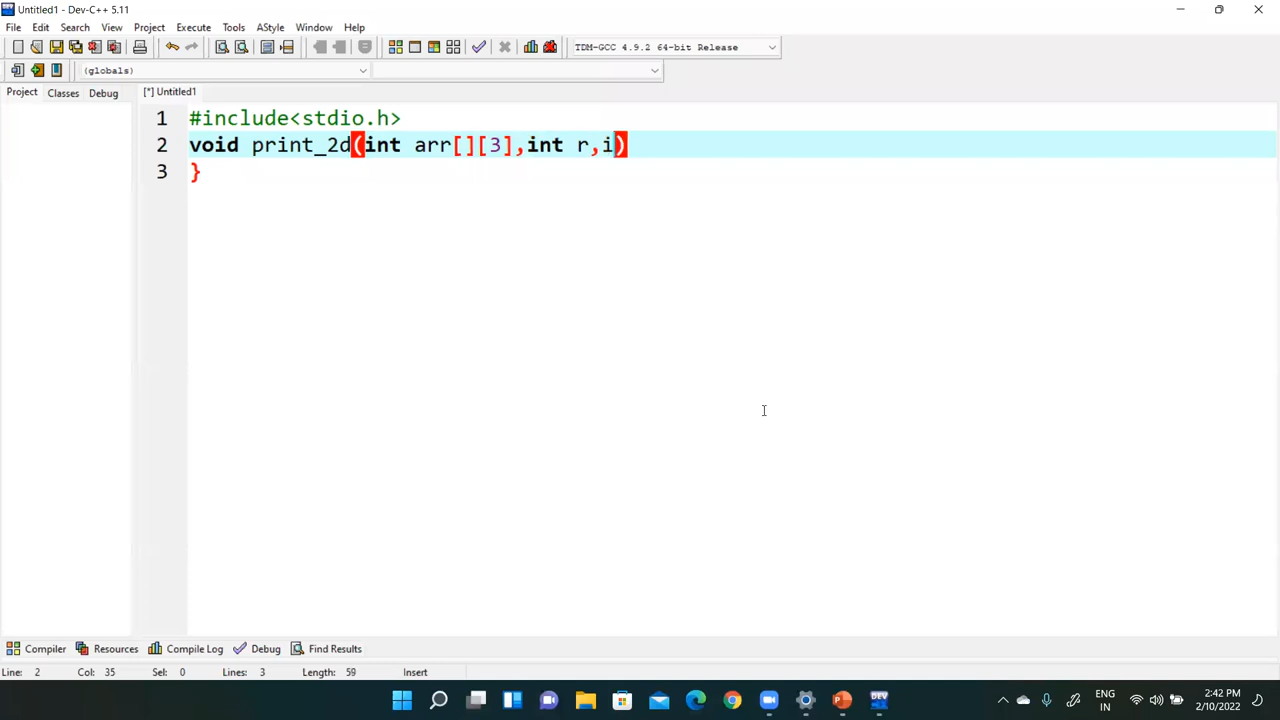 Untitled1 - Dev-C++ 5.11
File Edit Search View Project Execute Tools AStyle Window Help
TDM-GCC 4.9.2 64-bit Release
(globals)
Project Classes Debug [*] Untitled1
1 #include<stdio.h>
2 void print_2d(int arr[][3],int r,i)
3 }
Compiler Resources Compile Log Debug Find Results
Line: 2 Col: 35 Sel: 0 Lines: 3 Length: 59 Insert
DEV
ENG
IN
2:42 PM
2/10/2022